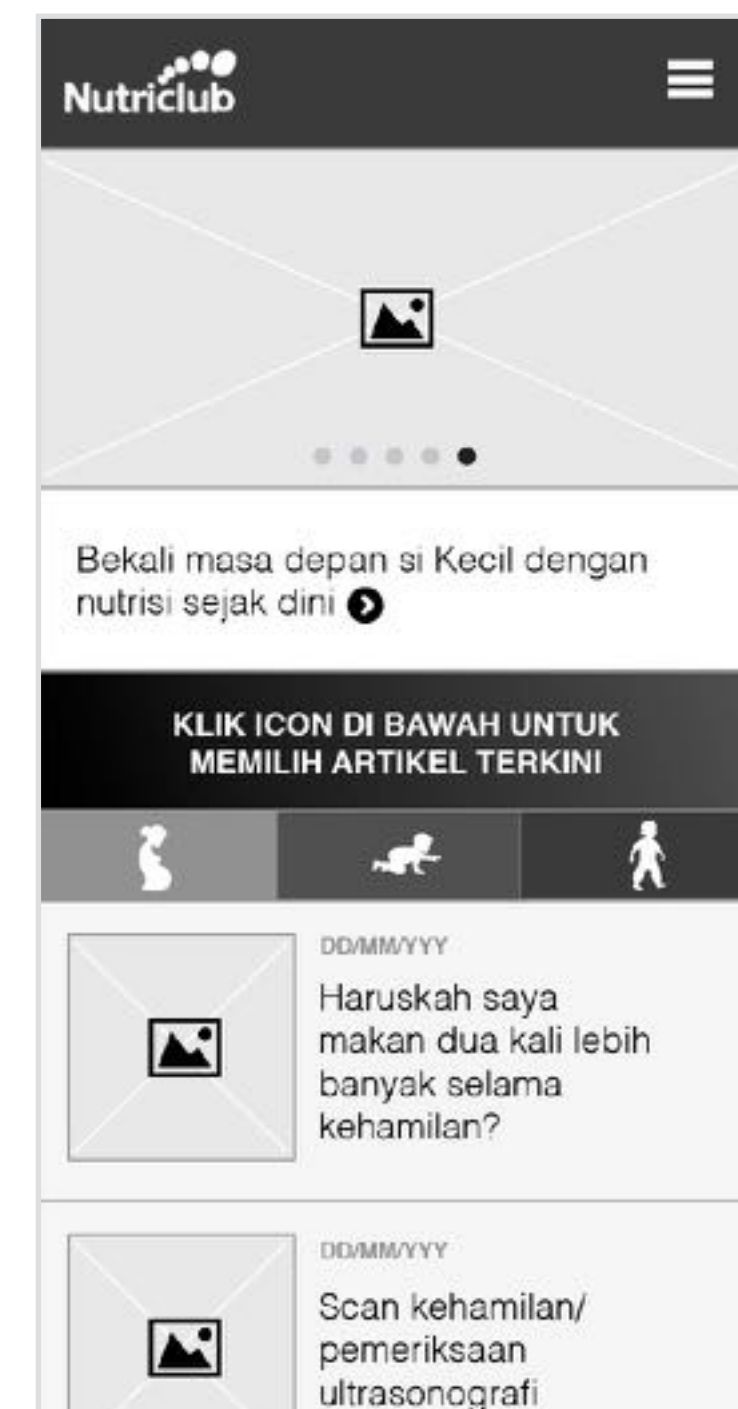 Nutriclub
Bekali masa depan si Kecil dengan
nutrisi sejak dini
KLIK ICON DI BAWAH UNTUK
MEMILIH ARTIKEL TERKINI
DD/MM/YYY
Haruskah saya
makan dua kali lebih
banyak selama
kehamilan?
DD/MM/YYY
Scan kehamilan/
pemeriksaan
ultrasonografi